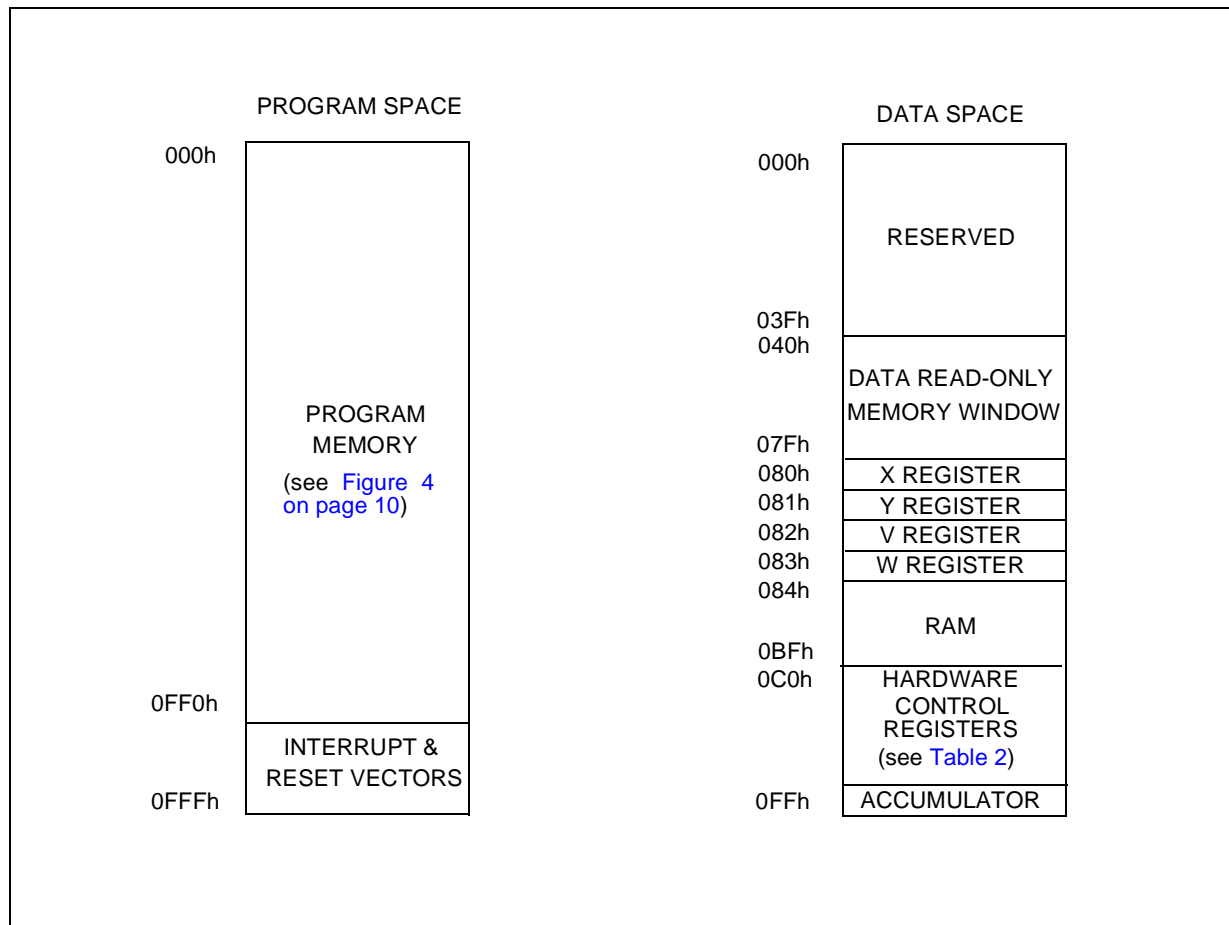 PROGRAM SPACE
000h
PROGRAM
MEMORY
(see Figure 4
on page 10)
0FF0h
INTERRUPT &
RESET VECTORS
0FFFh
DATA SPACE
000h
RESERVED
03Fh
040h
DATA READ-ONLY
MEMORY WINDOW
07Fh
080h X REGISTER
081h Y REGISTER
082h V REGISTER
083h W REGISTER
084h
RAM
0BFh
0C0h HARDWARE
CONTROL
REGISTERS
(see Table 2)
0FFh ACCUMULATOR